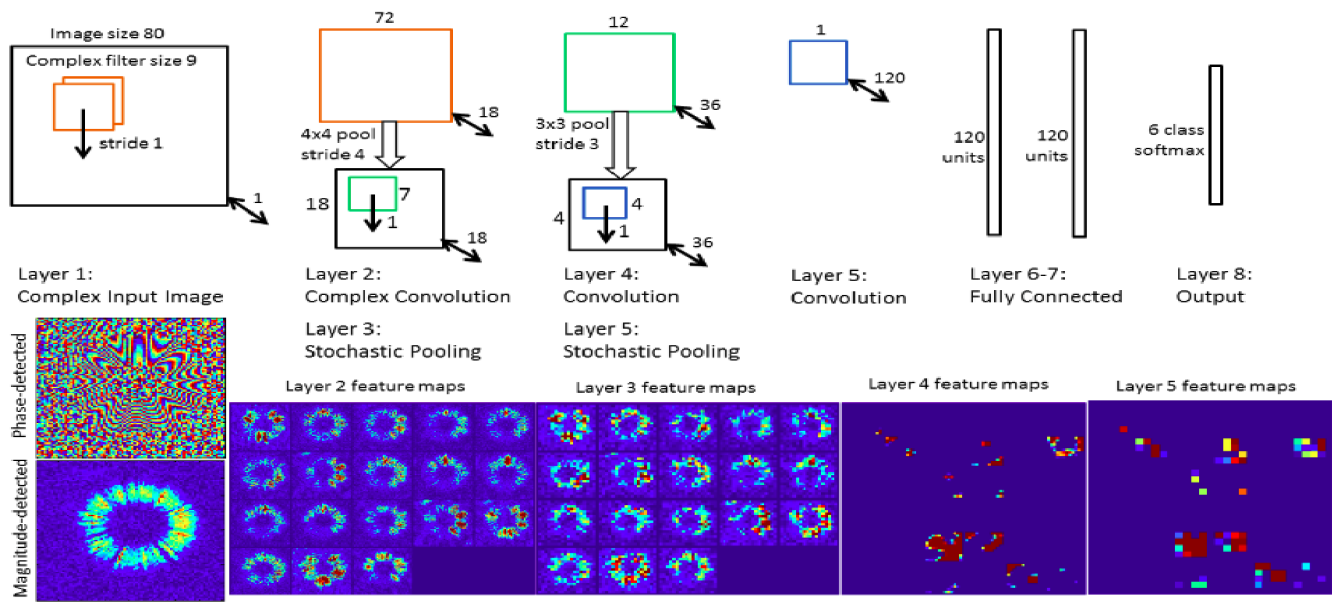 Image size 80
Complex filter size 9
stride 1
1
72
18
4x4 pool
stride 4
18
7
1
18
12
36
3x3 pool
stride 3
4
4
1
36
1
120
120
units
120
units
6 class
softmax
Layer 1:
Complex Input Image
Layer 2:
Complex Convolution
Layer 3:
Stochastic Pooling
Layer 4:
Convolution
Layer 5:
Stochastic Pooling
Layer 5:
Convolution
Layer 6-7:
Fully Connected
Layer 8:
Output
Phase-detected
Magnitude-detected
Layer 2 feature maps
Layer 3 feature maps
Layer 4 feature maps
Layer 5 feature maps